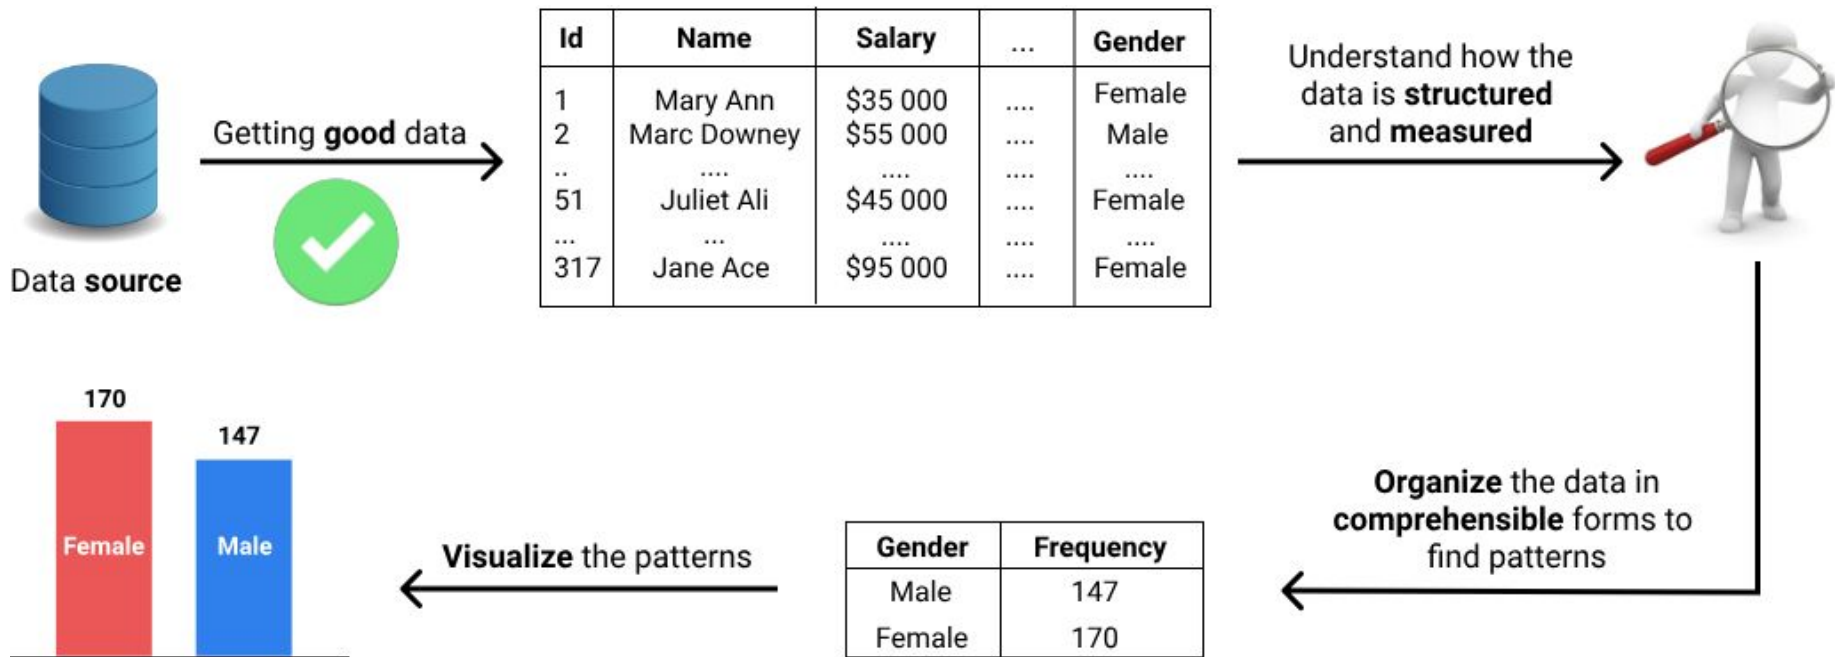 Data source
Getting good data
Id Name Salary ... Gender
1 Mary Ann $35 000 .... Female
2 Marc Downey $55 000 .... Male
.. .... .... .... ....
51 Juliet Ali $45 000 .... Female
... ... .... .... ....
317 Jane Ace $95 000 .... Female
Understand how the
data is structured
and measured
Organize the data in
comprehensible forms to
find patterns
Gender Frequency
Male 147
Female 170
Visualize the patterns
170
147
Female Male